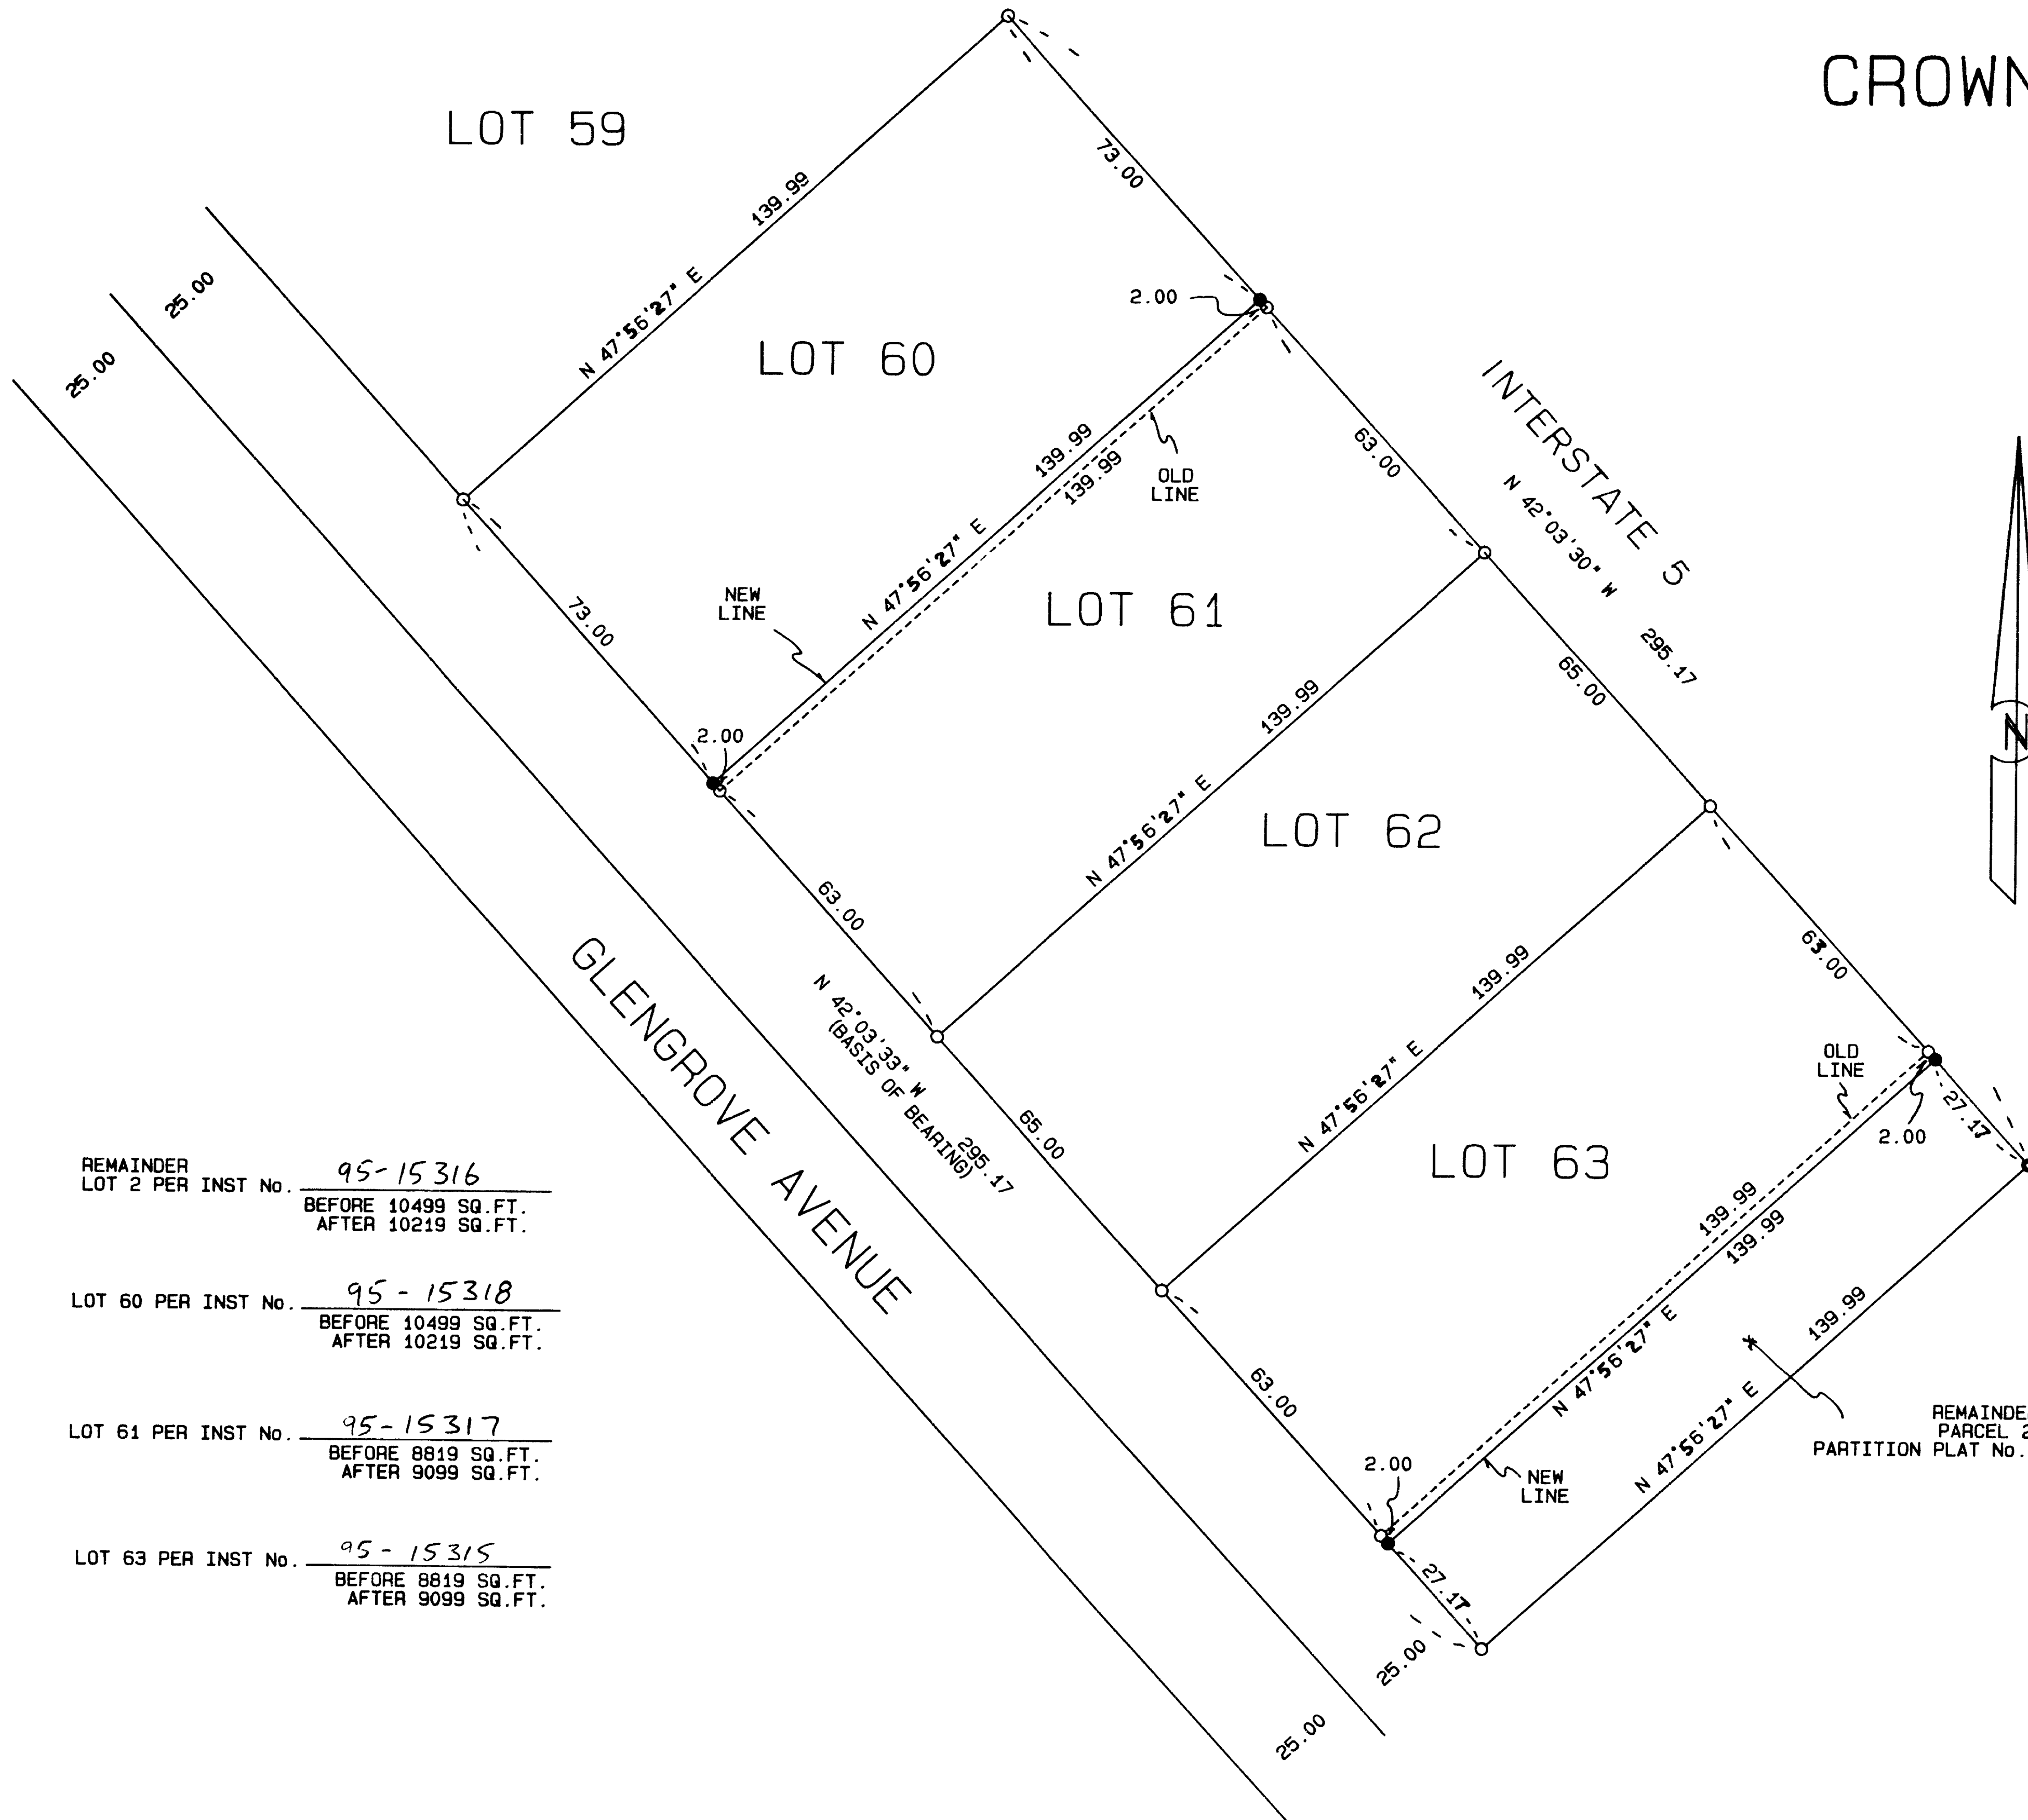 CROWN
LOT 59
73.00
139.99
N 47°56'27" E
25.00
25.00
2.00
LOT 60
INTERSTATE 5
N 42°03'30" W 295.17
63.00
139.99
139.99
OLD
LINE
N 47°56'27" E
NEW
LINE
73.00
LOT 61
65.00
139.99
N 47°56'27" E
2.00
N
LOT 62
63.00
63.00
139.99
N 47°56'27" E
GLENGROVE AVENUE
N 42°03'33" W 295.17
(BASIS OF BEARING)
65.00
OLD
LINE
2.00
27.17
LOT 63
139.99
139.99
N 47°56'27" E
139.99
N 47°56'27" E
63.00
REMAINDE
PARCEL 2
PARTITION PLAT No.
2.00
NEW
LINE
27.17
25.00
25.00
REMAINDER
LOT 2 PER INST No. 95-15316
BEFORE 10499 SQ.FT.
AFTER 10219 SQ.FT.
LOT 60 PER INST No. 95-15318
BEFORE 10499 SQ.FT.
AFTER 10219 SQ.FT.
LOT 61 PER INST No. 95-15317
BEFORE 8819 SQ.FT.
AFTER 9099 SQ.FT.
LOT 63 PER INST No. 95-15315
BEFORE 8819 SQ.FT.
AFTER 9099 SQ.FT.